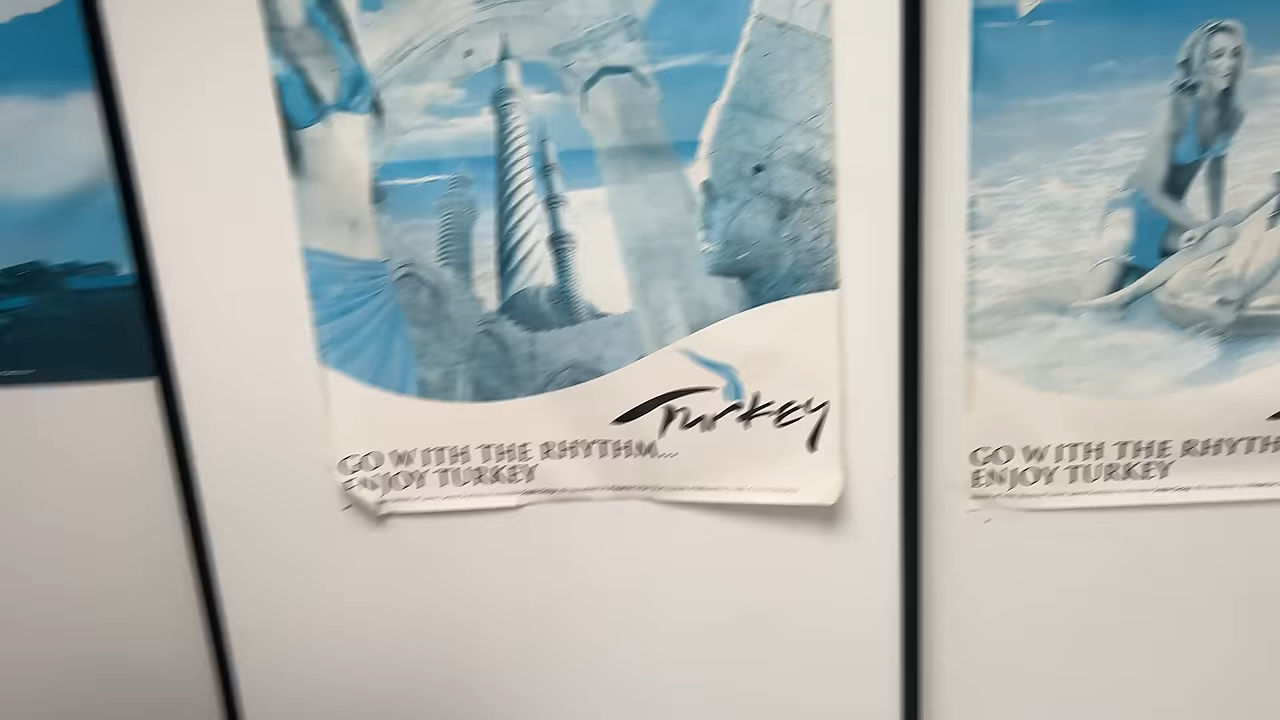 Turkey
GO WITH THE RHYTHM...
ENJOY TURKEY
GO WITH THE RHYTH
ENJOY TURKEY